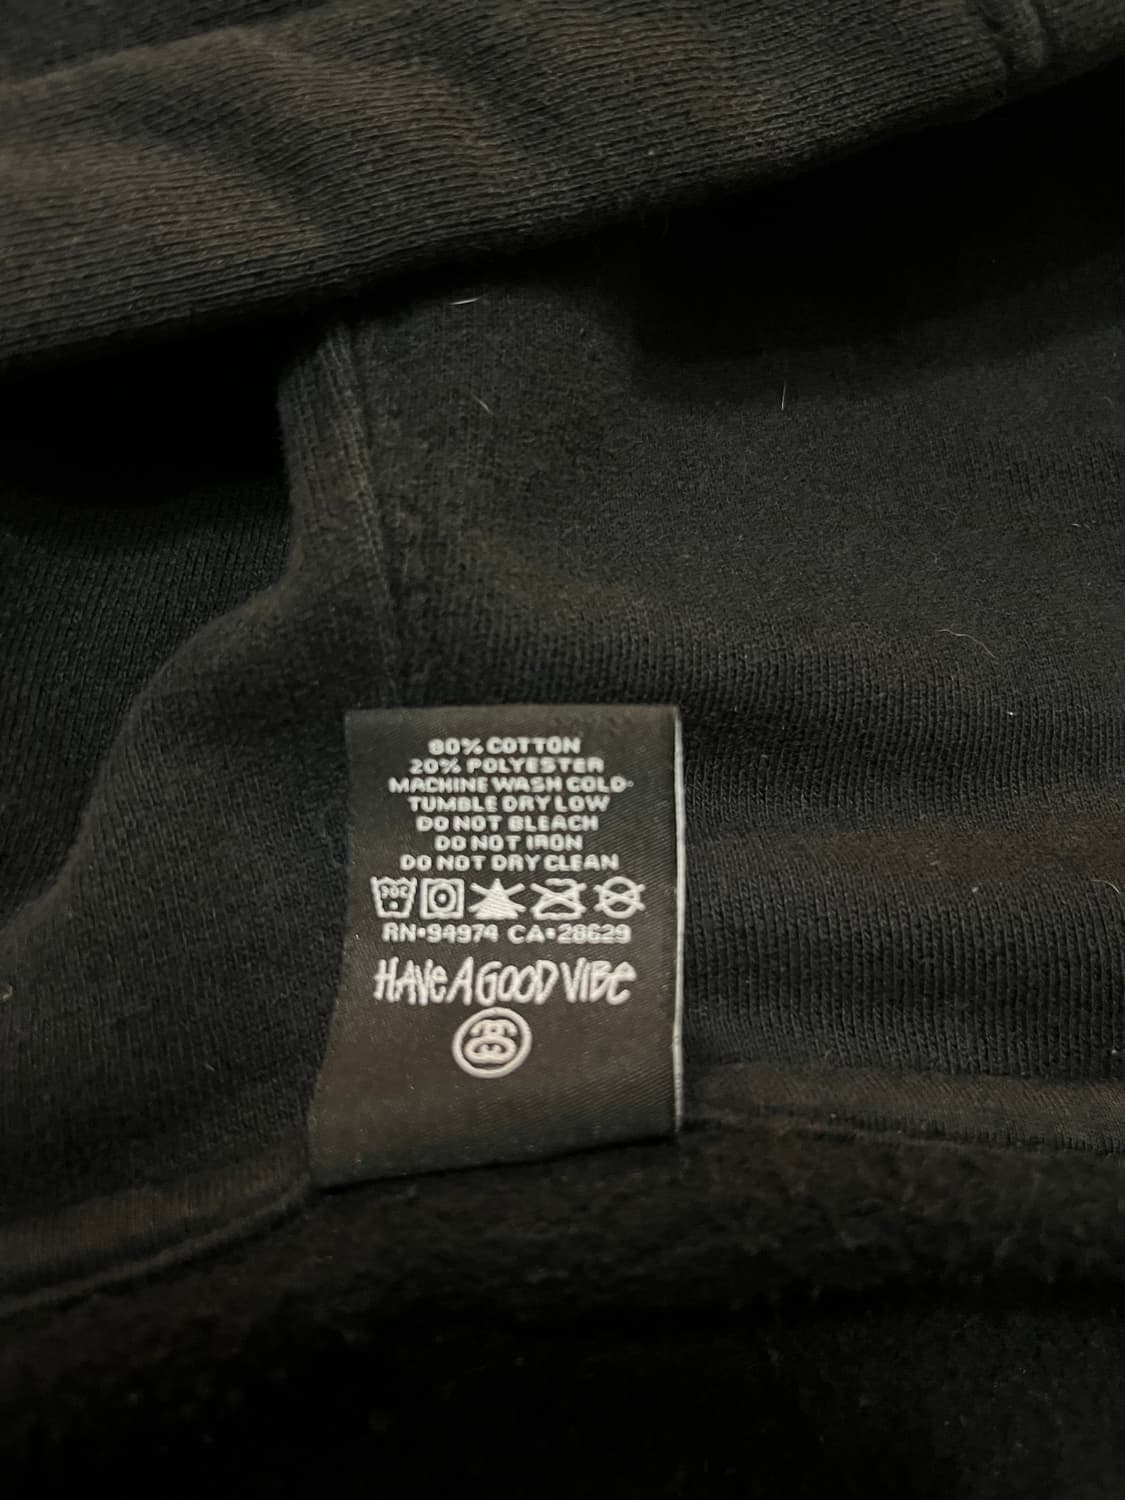 80% COTTON
20% POLYESTER
MACHINE WASH COLD-
TUMBLE DRY LOW
DO NOT BLEACH
DO NOT IRON
DO NOT DRY CLEAN
30C
RN•94974 CA•28629
HAVE A GOOD VIBE